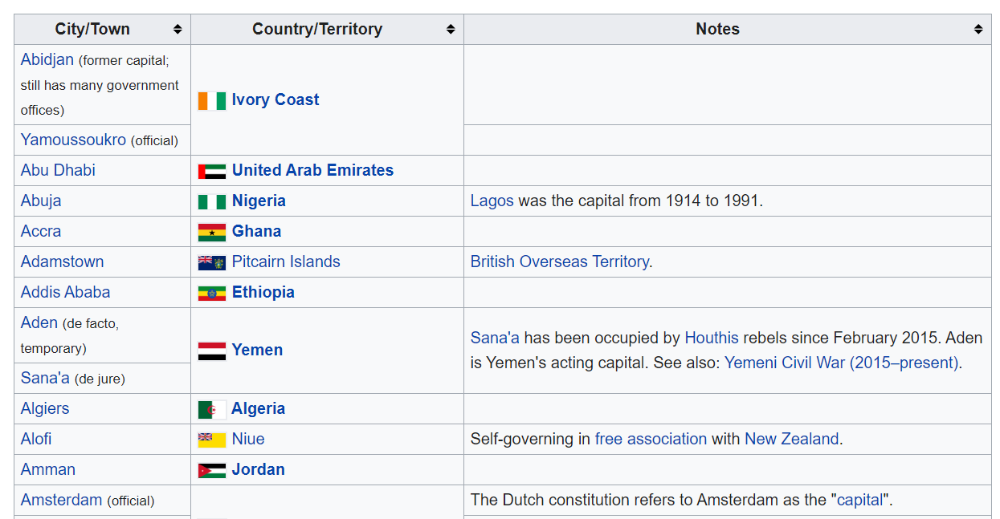 City/Town Country/Territory Notes
Abidjan (former capital;
still has many government
offices)
Ivory Coast
Yamoussoukro (official)
Abu Dhabi United Arab Emirates
Abuja Nigeria Lagos was the capital from 1914 to 1991.
Accra Ghana
Adamstown Pitcairn Islands British Overseas Territory.
Addis Ababa Ethiopia
Aden (de facto,
temporary)
Sana'a (de jure)
Yemen
Sana'a has been occupied by Houthis rebels since February 2015. Aden
is Yemen's acting capital. See also: Yemeni Civil War (2015–present).
Algiers Algeria
Alofi Niue Self-governing in free association with New Zealand.
Amman Jordan
Amsterdam (official) The Dutch constitution refers to Amsterdam as the "capital".